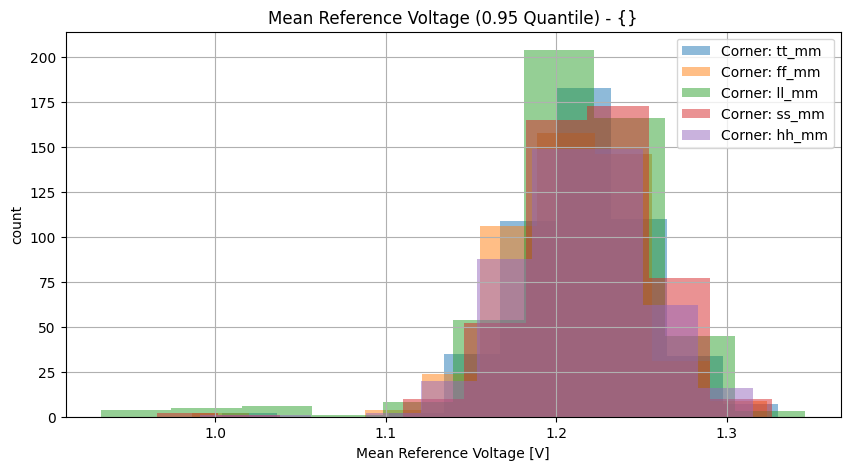 Mean Reference Voltage (0.95 Quantile) - {}
Corner: tt_mm
Corner: ff_mm
Corner: ll_mm
Corner: ss_mm
Corner: hh_mm
200
175
150
125
100
75
50
25
0
count
1.0 1.1 1.2 1.3
Mean Reference Voltage [V]